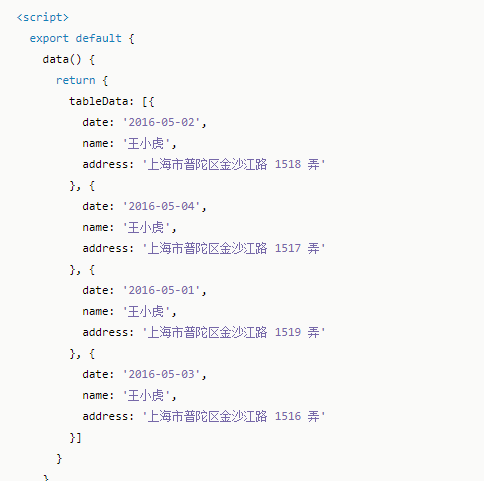 <script>
export default {
data() {
return {
tableData: [{
date: '2016-05-02',
name: '王小虎',
address: '上海市普陀区金沙江路 1518 弄'
}, {
date: '2016-05-04',
name: '王小虎',
address: '上海市普陀区金沙江路 1517 弄'
}, {
date: '2016-05-01',
name: '王小虎',
address: '上海市普陀区金沙江路 1519 弄'
}, {
date: '2016-05-03',
name: '王小虎',
address: '上海市普陀区金沙江路 1516 弄'
}]
}
}